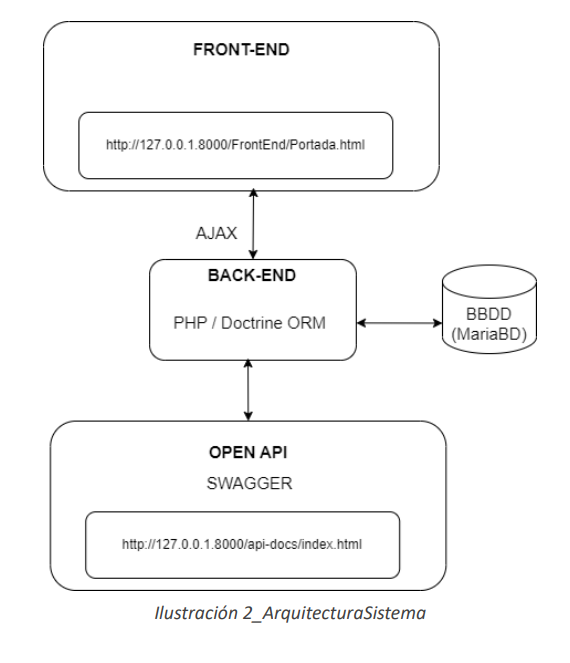 FRONT-END
http://127.0.0.1.8000/FrontEnd/Portada.html
AJAX
BACK-END
PHP / Doctrine ORM
BBDD
(MariaBD)
OPEN API
SWAGGER
http://127.0.0.1.8000/api-docs/index.html
Ilustración 2_ArquitecturaSistema